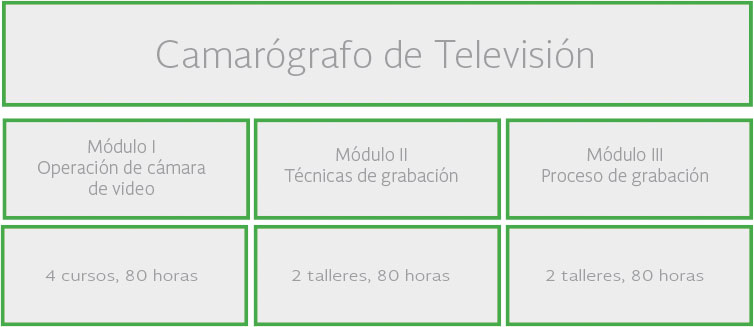 Camarógrafo de Televisión
Módulo I
Operación de cámara
de video
Módulo II
Técnicas de grabación
Módulo III
Proceso de grabación
4 cursos, 80 horas
2 talleres, 80 horas
2 talleres, 80 horas